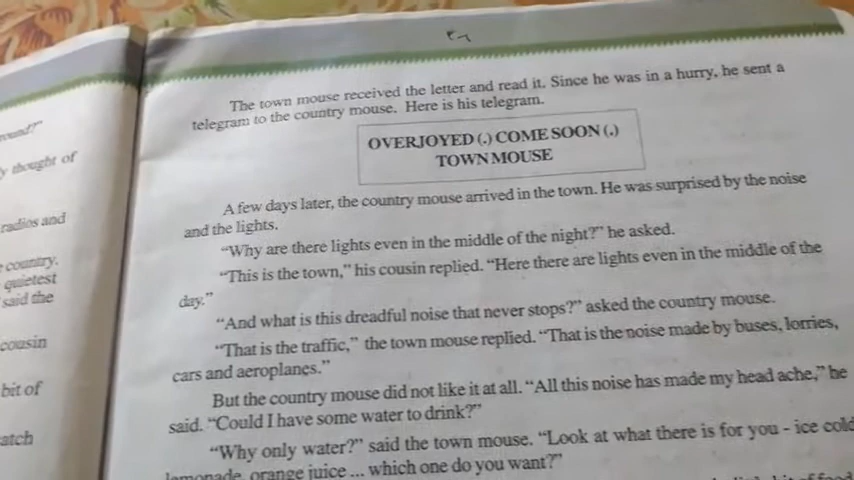 ound?"
y thought of
radios and
country.
quietest
said the
cousin
bit of
atch
The town mouse received the letter and read it. Since he was in a hurry, he sent a
telegram to the country mouse. Here is his telegram.
OVERJOYED (.) COME SOON (.)
TOWN MOUSE
A few days later, the country mouse arrived in the town. He was surprised by the noise
and the lights.
"Why are there lights even in the middle of the night?" he asked.
"This is the town," his cousin replied. "Here there are lights even in the middle of the
day."
"And what is this dreadful noise that never stops?" asked the country mouse.
"That is the traffic," the town mouse replied. "That is the noise made by buses, lorries,
cars and aeroplanes."
But the country mouse did not like it at all. "All this noise has made my head ache," he
said. "Could I have some water to drink?"
"Why only water?" said the town mouse. "Look at what there is for you - ice cold
lemonade, orange juice ... which one do you want?"